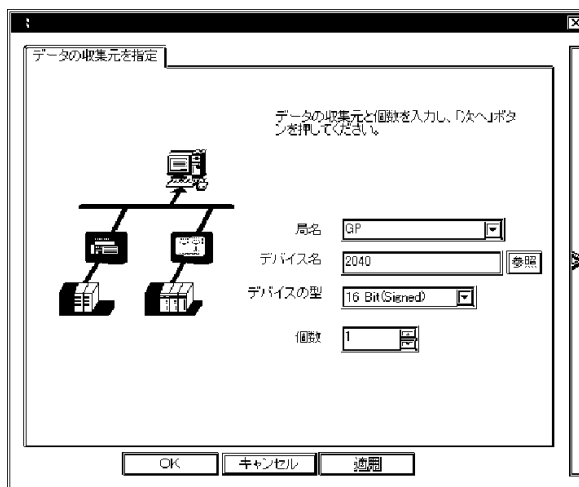 データの収集元を指定
データの収集元と個数を入力し、「次へ」ボタ
ンを押してください。
局名 GP
デバイス名 2040 参照
デバイスの型 16 Bit(Signed)
個数 1
OK キャンセル 適用